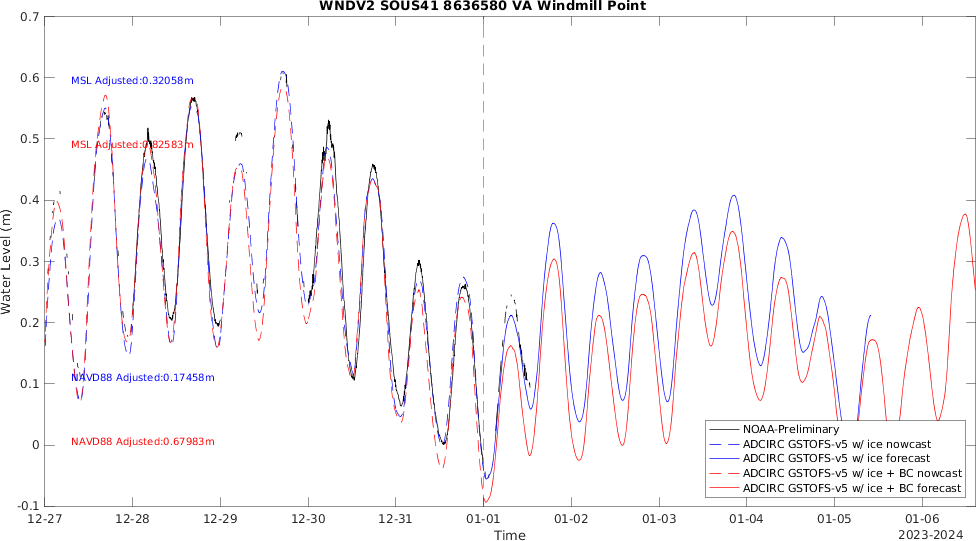 WNDV2 SOUS41 8636580 VA Windmill Point
0.7
0.6
0.5
0.4
0.3
0.2
0.1
0
-0.1
Water Level (m)
MSL Adjusted:0.32058m
MSL Adjusted:0.82583m
NAVD88 Adjusted:0.17458m
NAVD88 Adjusted:0.67983m
NOAA-Preliminary
ADCIRC GSTOFS-v5 w/ ice nowcast
ADCIRC GSTOFS-v5 w/ ice forecast
ADCIRC GSTOFS-v5 w/ ice + BC nowcast
ADCIRC GSTOFS-v5 w/ ice + BC forecast
12-27 12-28 12-29 12-30 12-31 01-01 01-02 01-03 01-04 01-05 01-06
Time
2023-2024